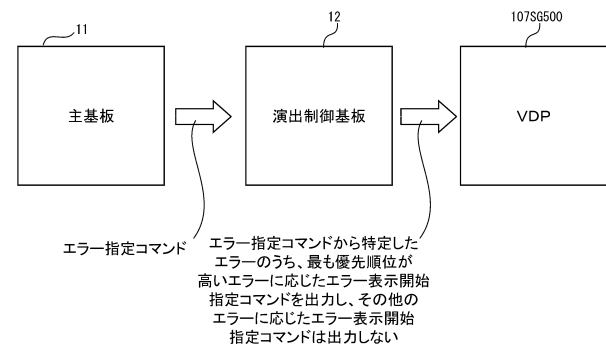 11
12
107SG500
主基板
演出制御基板
VDP
エラー指定コマンド
エラー指定コマンドから特定した
エラーのうち、最も優先順位が
高いエラーに応じたエラー表示開始
指定コマンドを出力し、その他の
エラーに応じたエラー表示開始
指定コマンドは出力しない